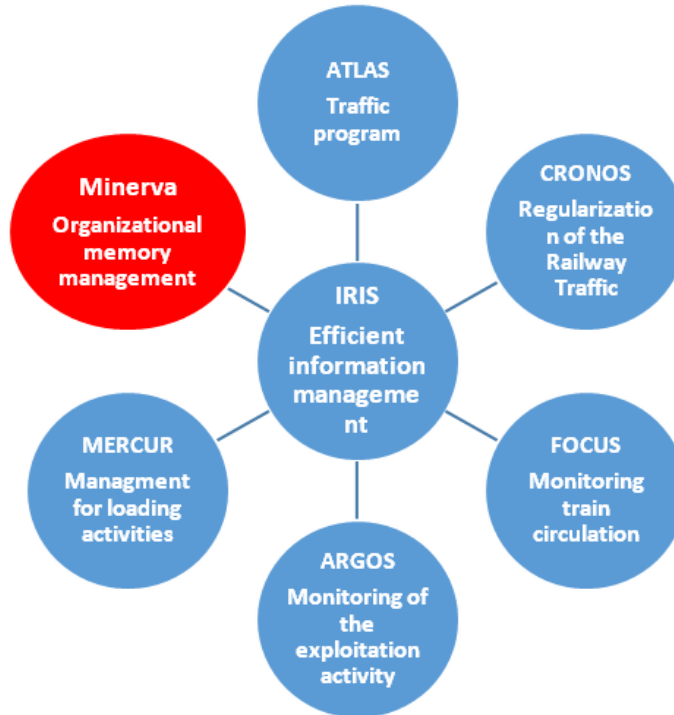 ATLAS
Traffic
program
CRONOS
Regularizatio
n of the
Railway
Traffic
FOCUS
Monitoring
train
circulation
ARGOS
Monitoring of
the
exploitation
activity
MERCUR
Managment
for loading
activities
Minerva
Organizational
memory
management
IRIS
Efficient
information
manageme
nt